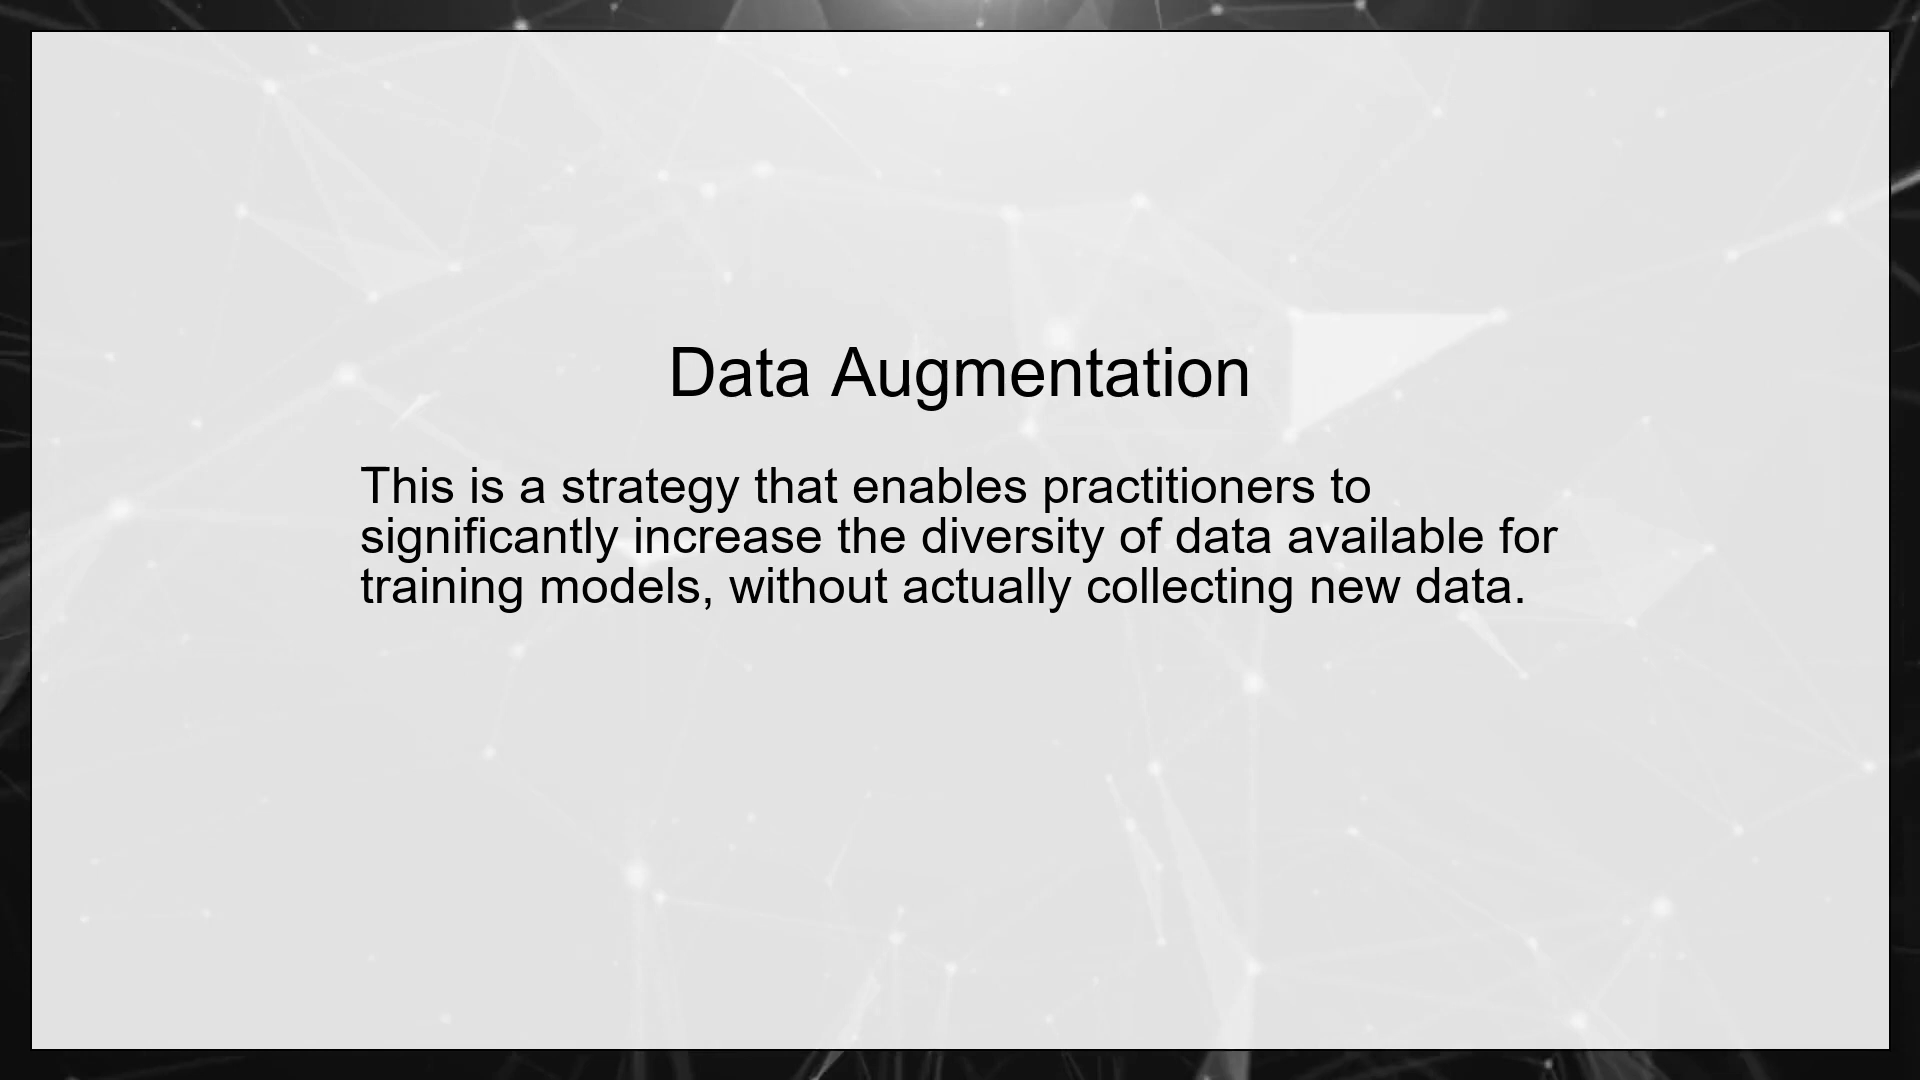 Data Augmentation
This is a strategy that enables practitioners to
significantly increase the diversity of data available for
training models, without actually collecting new data.